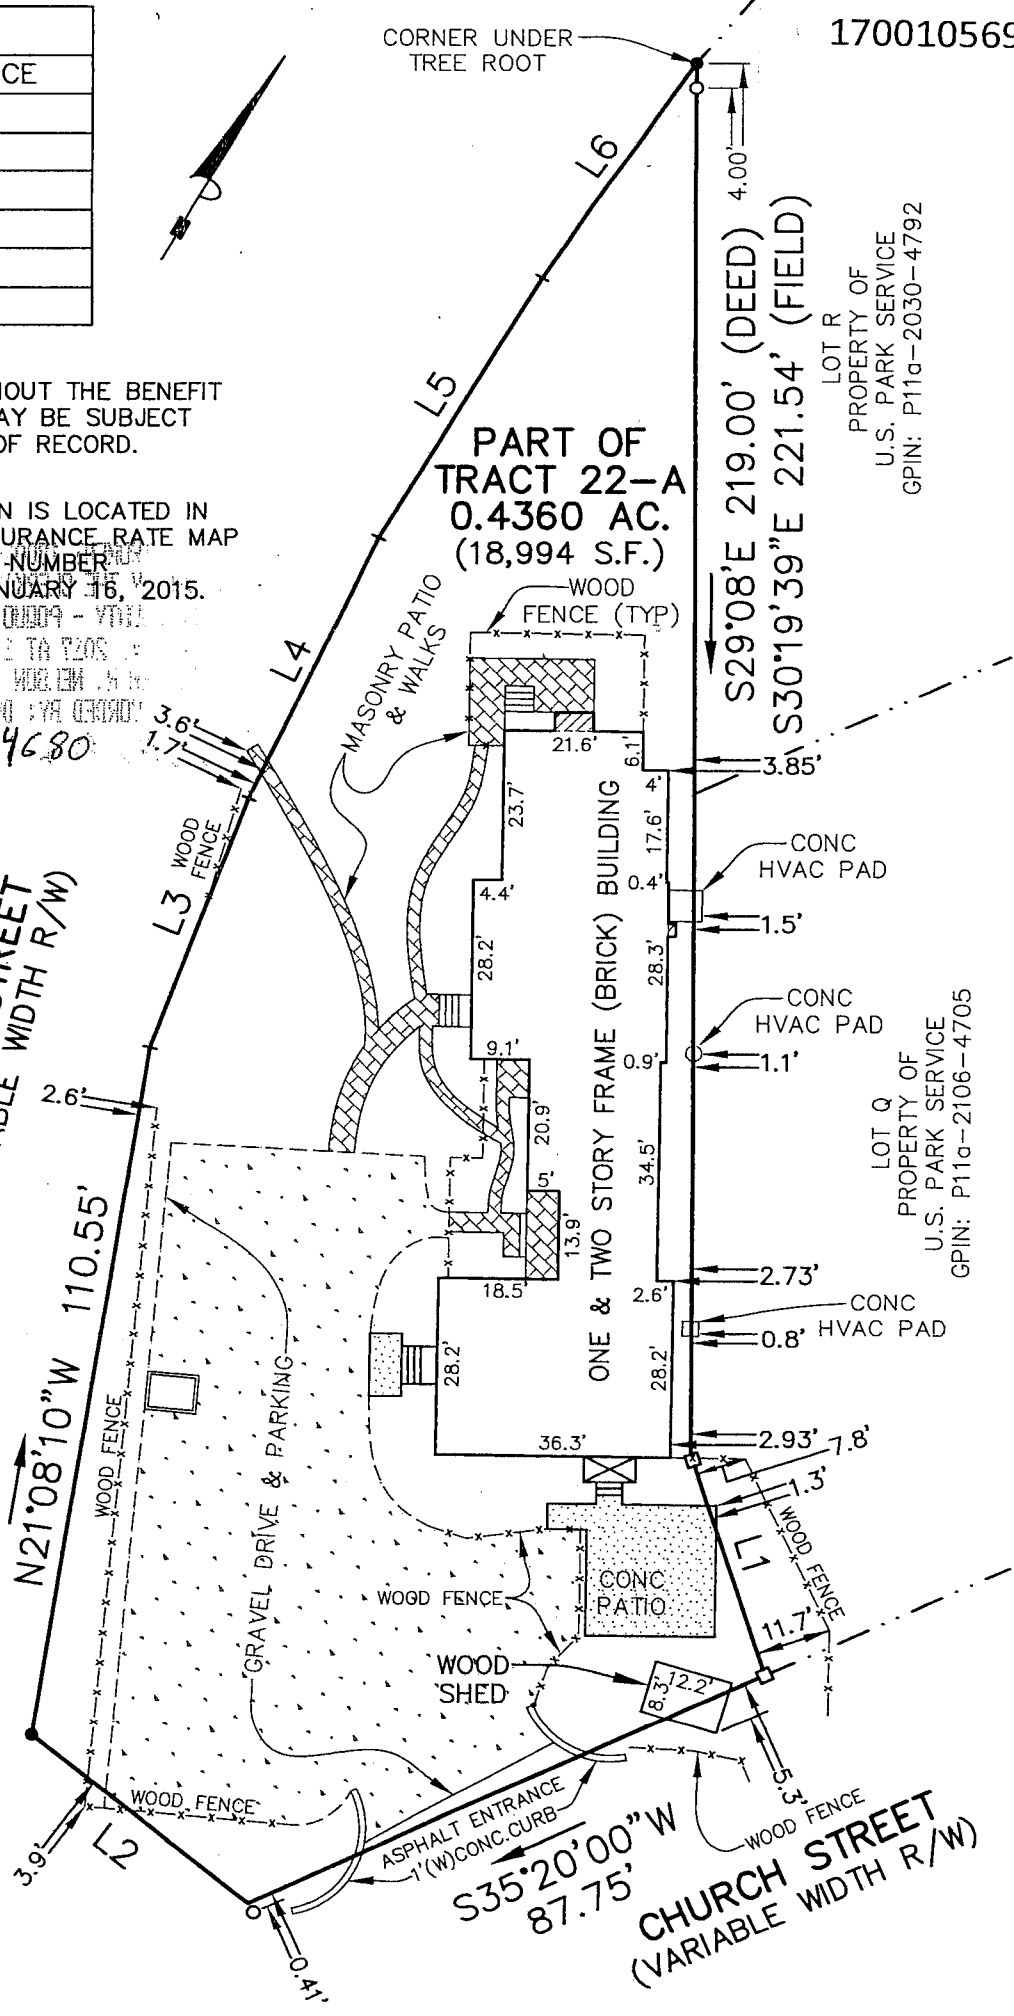 170010569
CE
CORNER UNDER
TREE ROOT
L6
4.00'
S29°08'E 219.00' (DEED)
S30°19'39"E 221.54' (FIELD)
LOT R
PROPERTY OF
U.S. PARK SERVICE
GPIN: P11a-2030-4792
L5
HOUT THE BENEFIT
AY BE SUBJECT
OF RECORD.
PART OF
TRACT 22-A
0.4360 AC.
(18,994 S.F.)
N IS LOCATED IN
URANCE RATE MAP
NUMBER
NUARY 16, 2015.
4680
WOOD
FENCE (TYP)
MASONRY PATIO
& WALKS
L4
3.6'
1.7'
WOOD
FENCE
L3
TREET
WIDTH R/W)
ABLE
21.6'
6.1'
4'
3.85'
23.7'
17.6'
CONC
HVAC PAD
4.4'
0.4'
1.5'
28.2'
28.3'
CONC
HVAC PAD
9.1'
0.9'
1.1'
2.6'
20.9'
34.5'
5'
13.9'
18.5'
2.6'
2.73'
CONC
HVAC PAD
0.8'
ONE & TWO STORY FRAME (BRICK) BUILDING
LOT Q
PROPERTY OF
U.S. PARK SERVICE
GPIN: P11a-2106-4705
28.2'
28.2'
36.3'
2.93'
7.8'
1.3'
N21°08'10"W 110.55'
WOOD FENCE
GRAVEL DRIVE & PARKING
WOOD FENCE
L1
WOOD FENCE
CONC
PATIO
11.7'
WOOD
SHED
8.3'
12.2'
5.3'
WOOD FENCE
WOOD FENCE
L2
3.9'
ASPHALT ENTRANCE
1'(W)CONC.CURB
S35°20'00"W
87.75'
0.41'
CHURCH STREET
(VARIABLE WIDTH R/W)